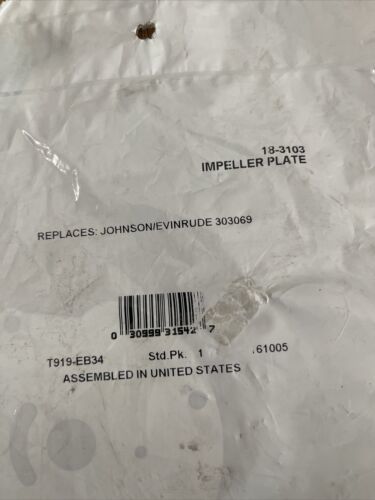 18-3103
IMPELLER PLATE
REPLACES: JOHNSON/EVINRUDE 303069
0 30999 31542 7
T919-EB34 Std.Pk. 1 61005
ASSEMBLED IN UNITED STATES